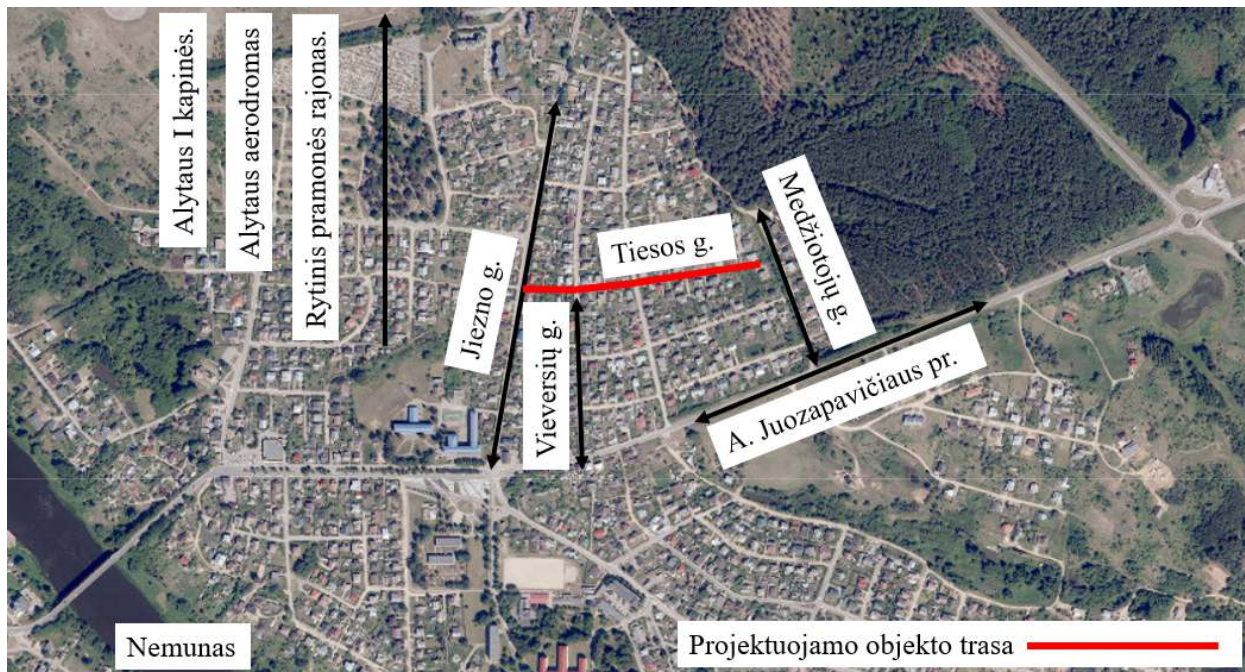 Alytaus I kapinės.
Alytaus aerodromas
Rytinis pramonės rajonas.
Jiezno g.
Vieversių g.
Tiesos g.
Medžiotojų g.
A. Juozapavičiaus pr.
Nemunas
Projektuojamo objekto trasa